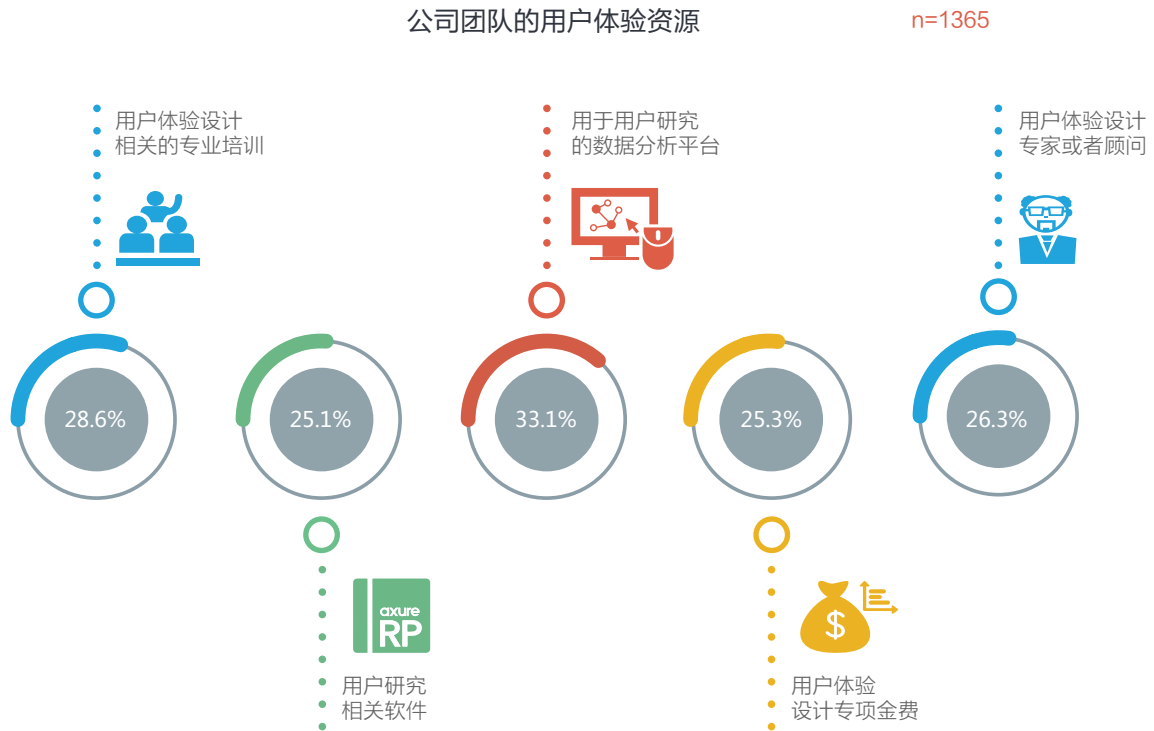 公司团队的用户体验资源
n=1365
用户体验设计
相关的专业培训
用于用户研究
的数据分析平台
用户体验设计
专家或者顾问
28.6%
25.1%
33.1%
25.3%
26.3%
axure
RP
$
用户研究
相关软件
用户体验
设计专项金费